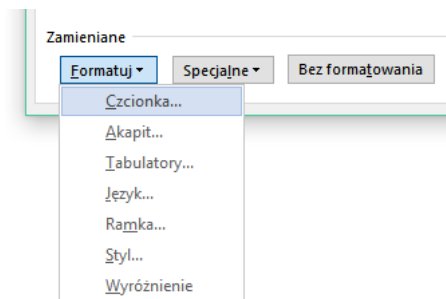 Zamieniane
Formatuj Specjalne Bez formatowania
Czcionka...
Akapit...
Tabulatory...
Język...
Ramka...
Styl...
Wyróżnienie